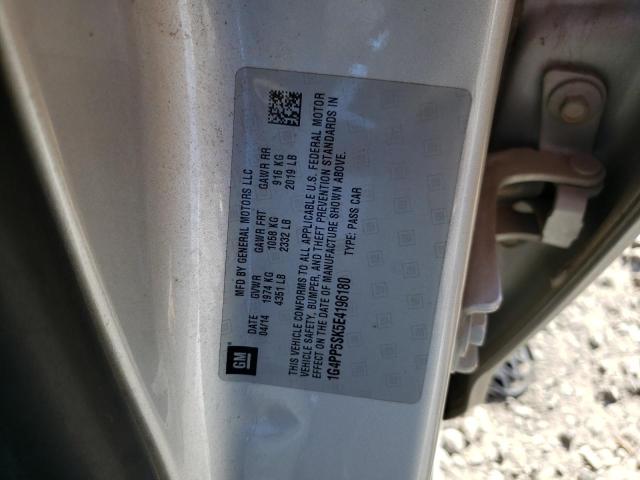 GM
MFD BY GENERAL MOTORS LLC
DATE GVWR GAWR FRT GAWR RR
04/14 1974 KG 1058 KG 916 KG
4351 LB 2332 LB 2019 LB
THIS VEHICLE CONFORMS TO ALL APPLICABLE U.S. FEDERAL MOTOR
VEHICLE SAFETY, BUMPER, AND THEFT PREVENTION STANDARDS IN
EFFECT ON THE DATE OF MANUFACTURE SHOWN ABOVE.
1G4PP5SK5E4196180 TYPE: PASS CAR